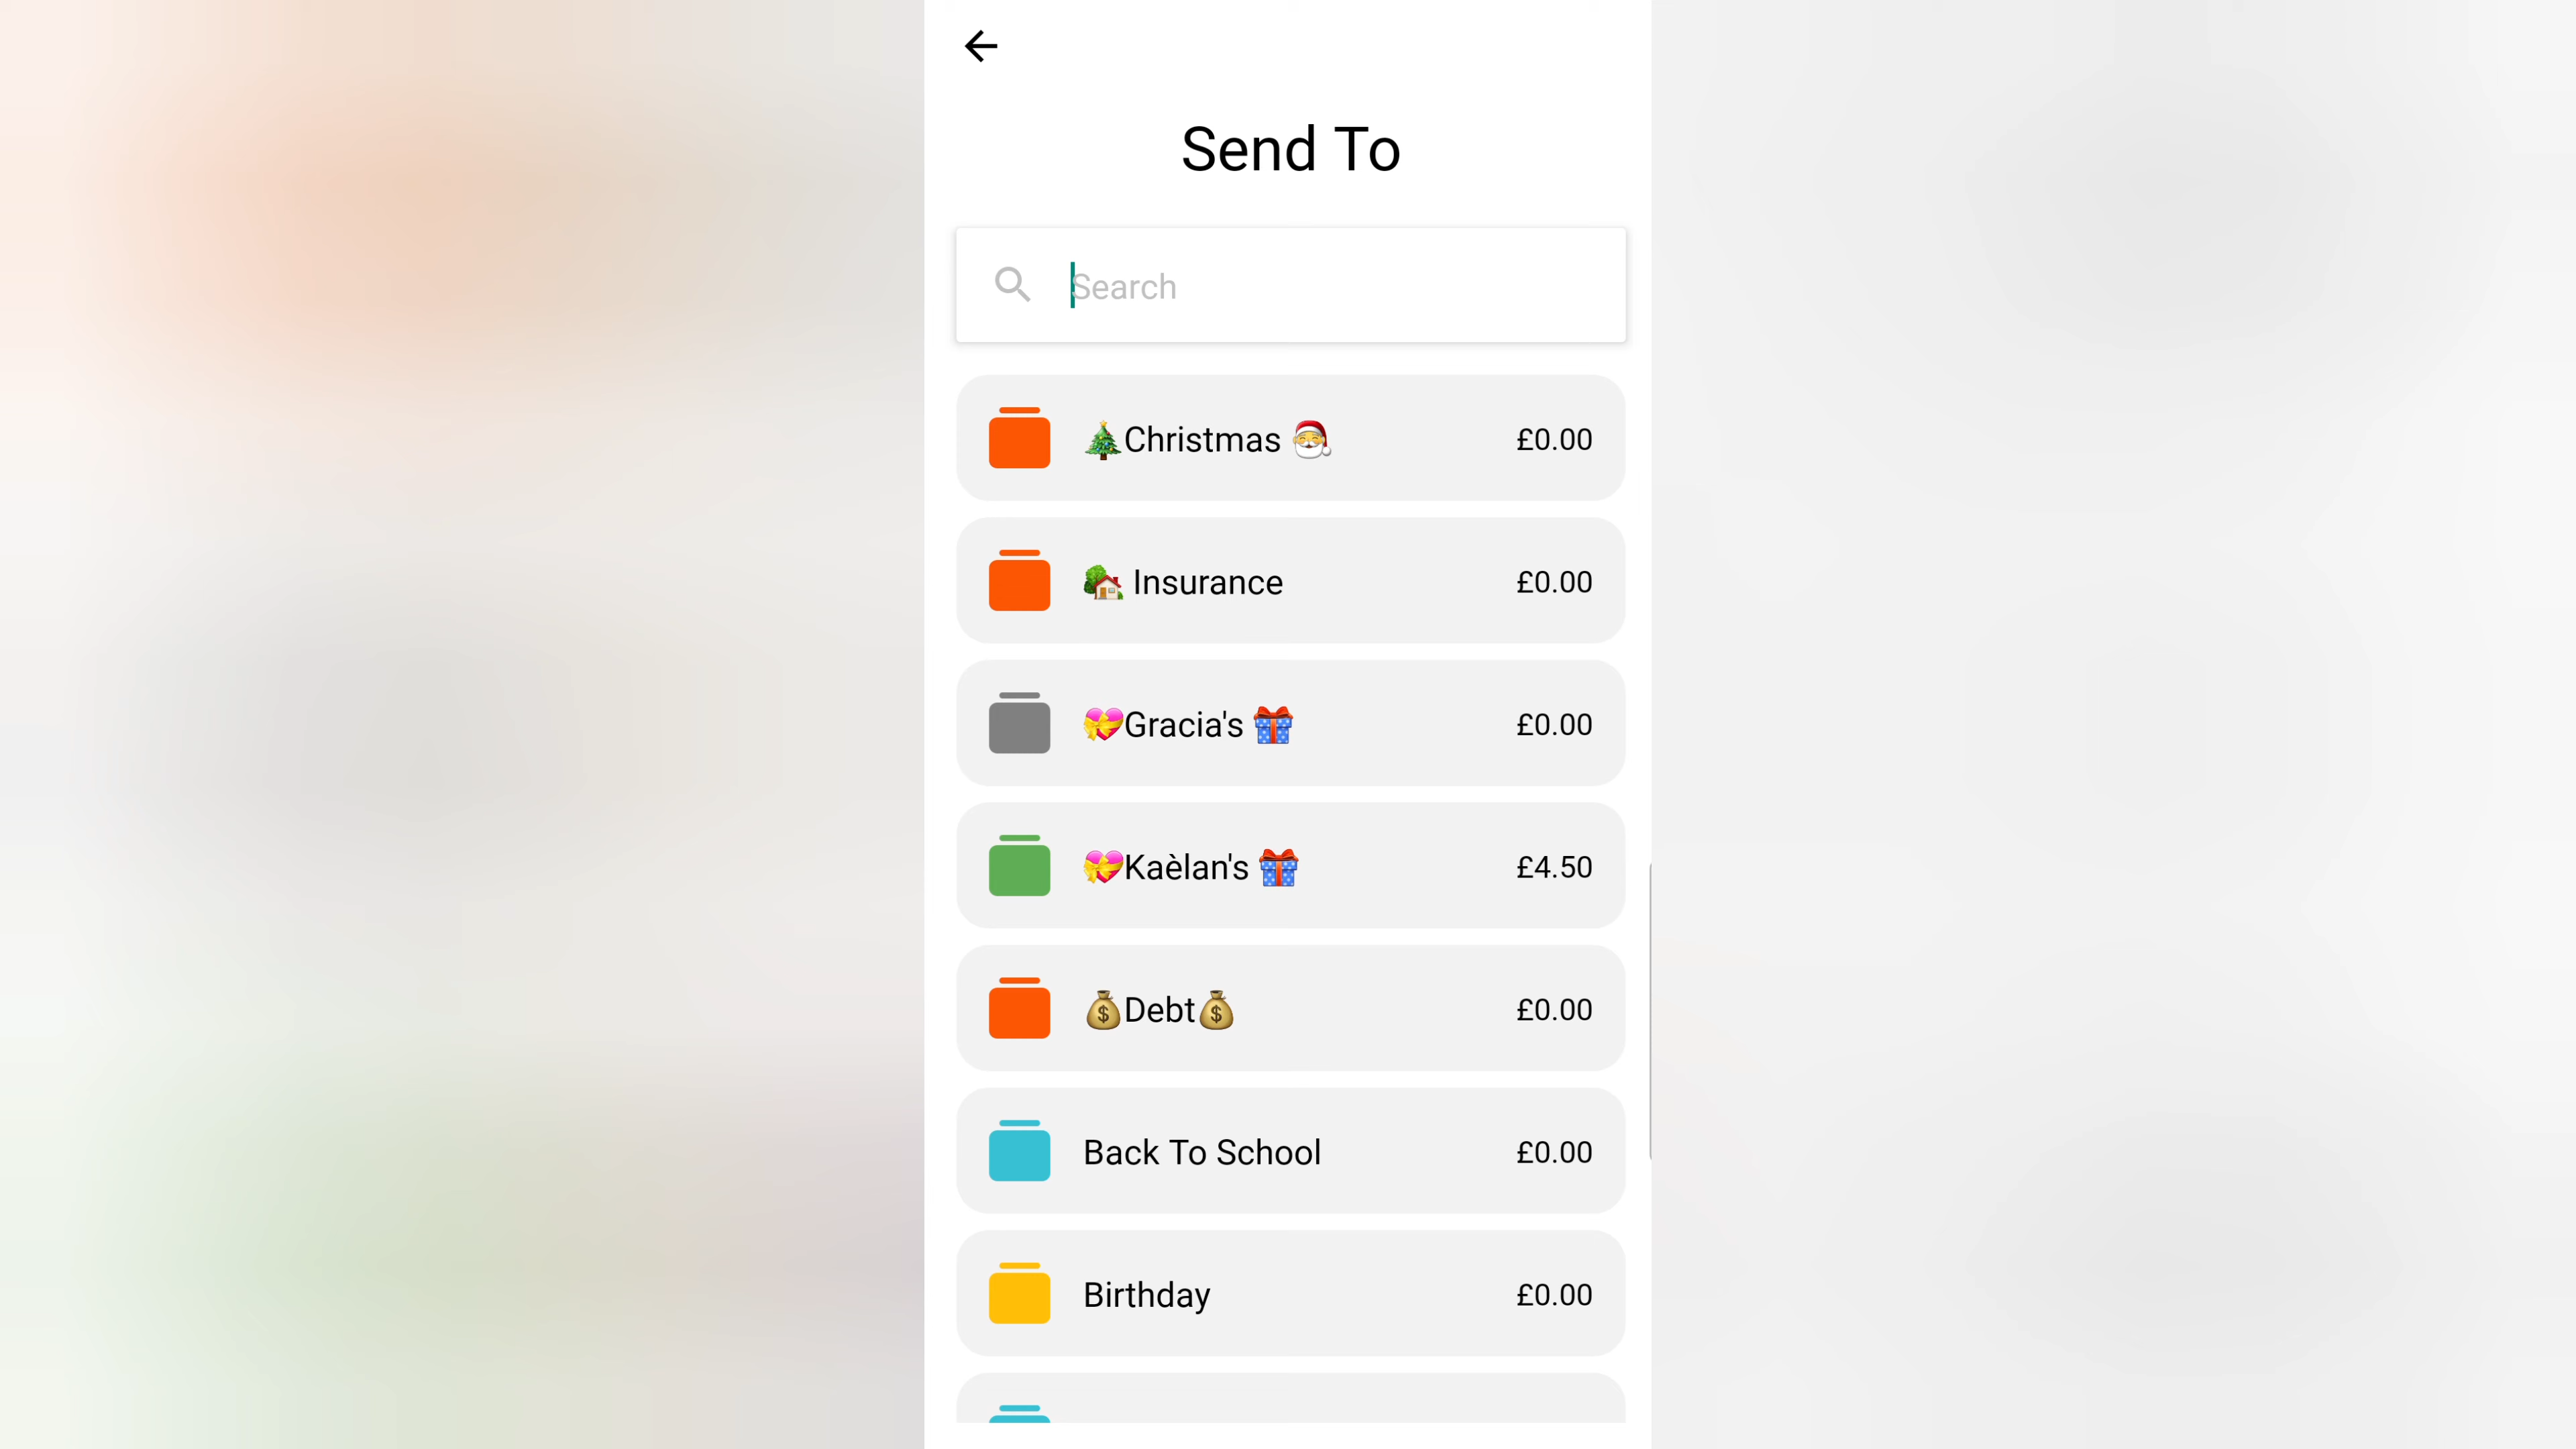 Send To
Search
🎄Christmas 🎅 £0.00
🏡 Insurance £0.00
💝Gracia's 🎁 £0.00
💝Kaèlan's 🎁 £4.50
💰Debt💰 £0.00
Back To School £0.00
Birthday £0.00